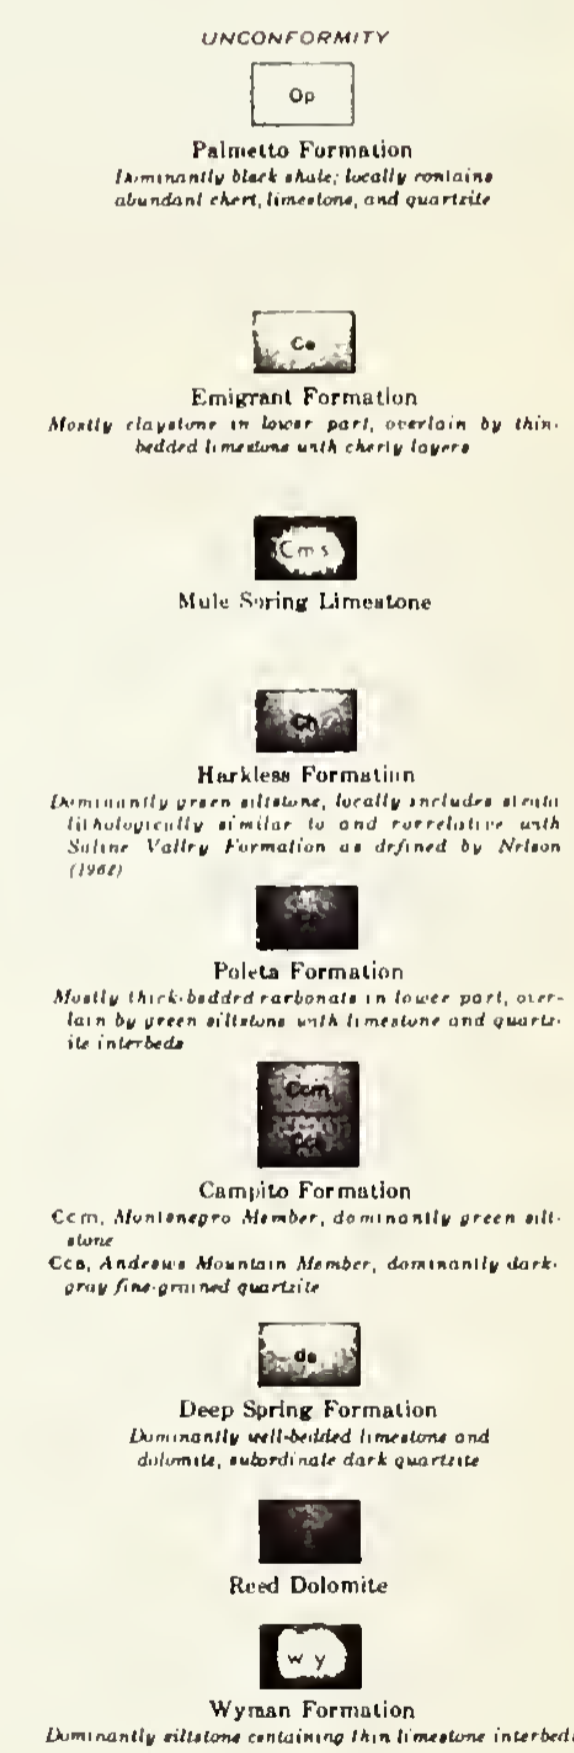 UNCONFORMITY
Op
Palmetto Formation
Dominantly black shale; locally contains
abundant chert, limestone, and quartzite
Ce
Emigrant Formation
Mostly claystone in lower part, overlain by thin-
bedded limestone with cherty layers
Cms
Mule Spring Limestone
Ch
Harkless Formation
Dominantly green siltstone, locally includes strata
lithologically similar to and correlative with
Saline Valley Formation as defined by Nelson
(1962)
Poleta Formation
Mostly thick-bedded carbonate in lower part, over-
lain by green siltstone with limestone and quartz-
ite interbeds
Ccm
Campito Formation
Ꞓcm, Montenegro Member, dominantly green silt-
stone
Ꞓca, Andrews Mountain Member, dominantly dark-
gray fine-grained quartzite
ds
Deep Spring Formation
Dominantly well-bedded limestone and
dolomite, subordinate dark quartzite
Reed Dolomite
wy
Wyman Formation
Dominantly siltstone containing thin limestone interbeds